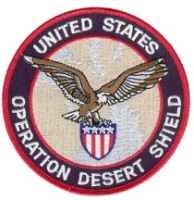 UNITED STATES
OPERATION DESERT SHIELD